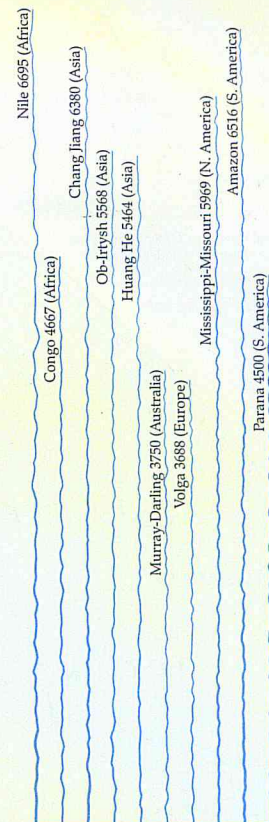 Nile 6695 (Africa)
Congo 4667 (Africa)
Chang Jiang 6380 (Asia)
Ob-Irtysh 5568 (Asia)
Huang He 5464 (Asia)
Murray-Darling 3750 (Australia)
Volga 3688 (Europe)
Mississippi-Missouri 5969 (N. America)
Amazon 6516 (S. America)
Parana 4500 (S. America)